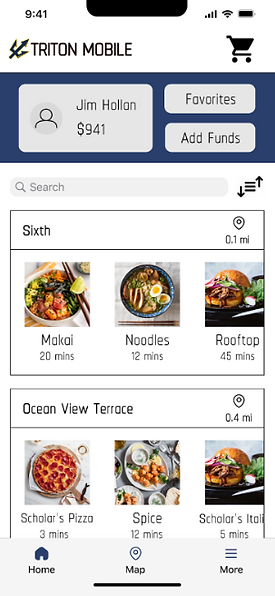 9:41
TRITON MOBILE
Jim Hollan
$941
Favorites
Add Funds
Search
Sixth
0.1 mi
Makai
20 mins
Noodles
12 mins
Rooftop
45 mins
Ocean View Terrace
0.4 mi
Scholar's Pizza
3 mins
Spice
12 mins
Scholar's Itali
5 mins
Home
Map
More